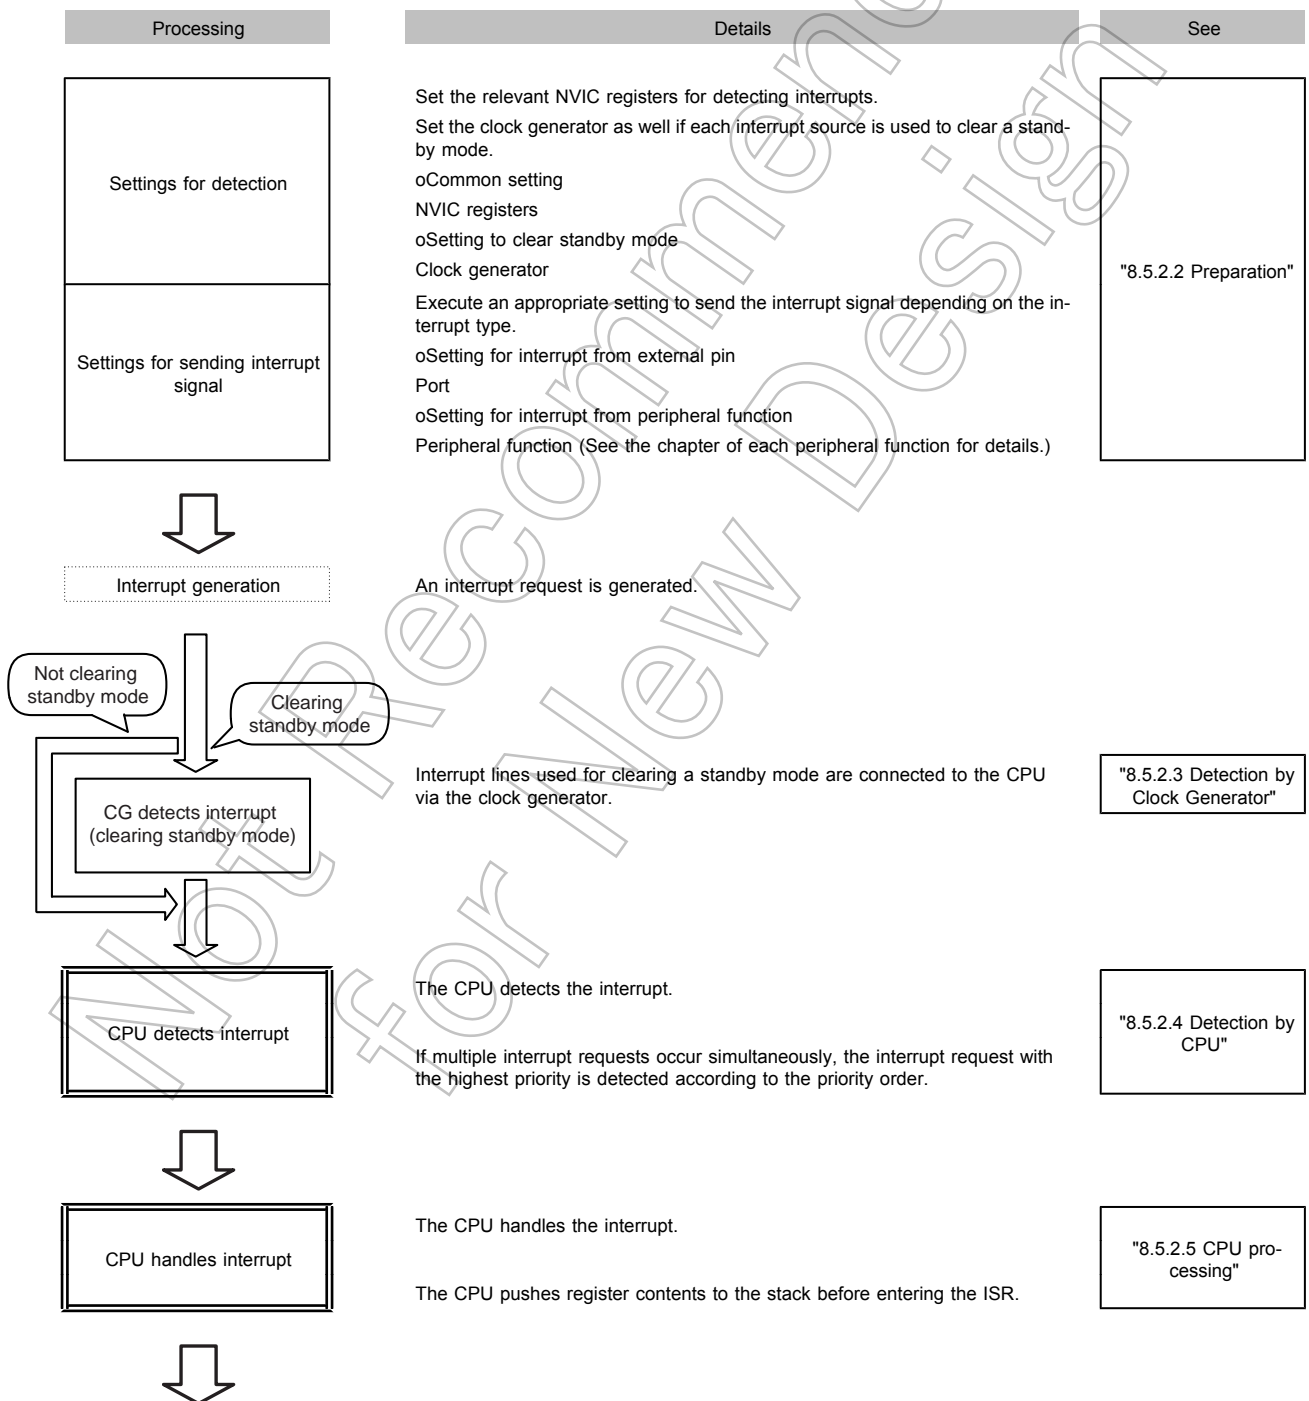 Processing
Details
See
Settings for detection
Set the relevant NVIC registers for detecting interrupts.
Set the clock generator as well if each interrupt source is used to clear a stand-
by mode.
oCommon setting
NVIC registers
oSetting to clear standby mode
Clock generator
"8.5.2.2 Preparation"
Settings for sending interrupt
signal
Execute an appropriate setting to send the interrupt signal depending on the in-
terrupt type.
oSetting for interrupt from external pin
Port
oSetting for interrupt from peripheral function
Peripheral function (See the chapter of each peripheral function for details.)
Interrupt generation
An interrupt request is generated.
Not clearing
standby mode
Clearing
standby mode
CG detects interrupt
(clearing standby mode)
Interrupt lines used for clearing a standby mode are connected to the CPU
via the clock generator.
"8.5.2.3 Detection by
Clock Generator"
CPU detects interrupt
The CPU detects the interrupt.
If multiple interrupt requests occur simultaneously, the interrupt request with
the highest priority is detected according to the priority order.
"8.5.2.4 Detection by
CPU"
CPU handles interrupt
The CPU handles the interrupt.
The CPU pushes register contents to the stack before entering the ISR.
"8.5.2.5 CPU pro-
cessing"
Not Recommen
for New Design